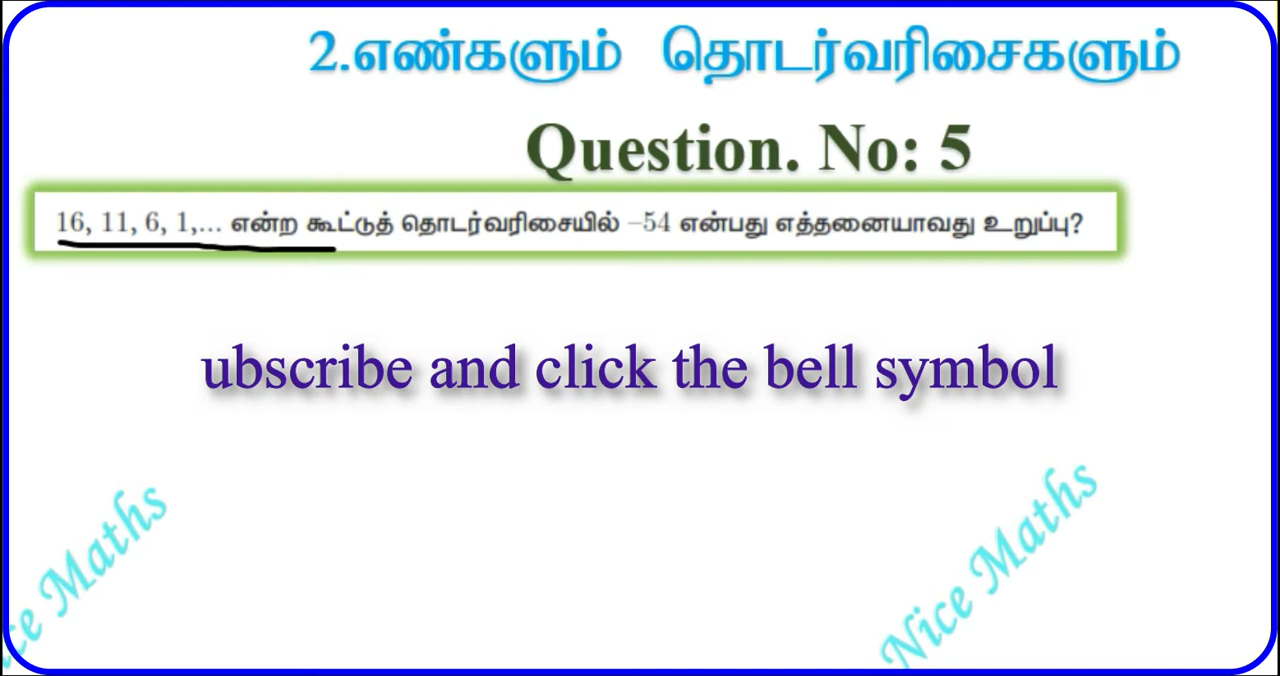 2.எண்களும் தொடர்வரிசைகளும்
Question. No: 5
16, 11, 6, 1,... என்ற கூட்டுத் தொடர்வரிசையில் –54 என்பது எத்தனையாவது உறுப்பு?
ubscribe and click the bell symbol
ce Maths
Nice Maths